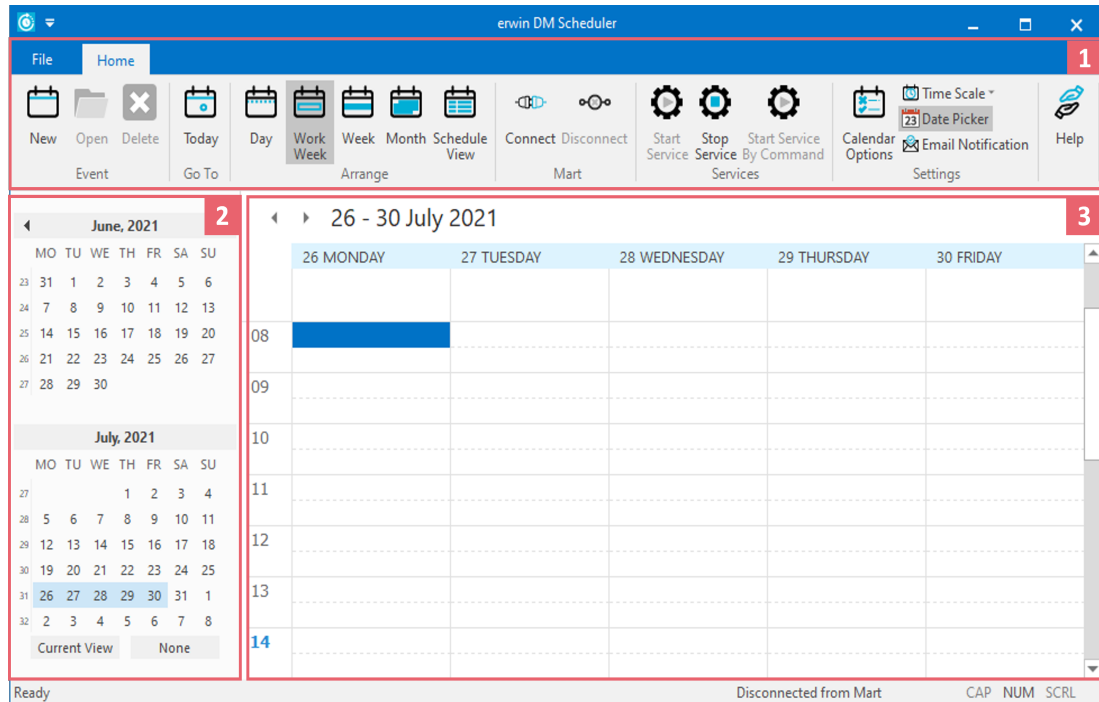 erwin DM Scheduler
File Home 1
New Open Delete Today Day Work Week Week Month Schedule View Connect Disconnect Start Service Stop Service Start Service By Command Calendar Options Time Scale Date Picker Email Notification Help
23
Event Go To Arrange Mart Services Settings
2
June, 2021
MO TU WE TH FR SA SU
23 31 1 2 3 4 5 6
24 7 8 9 10 11 12 13
25 14 15 16 17 18 19 20
26 21 22 23 24 25 26 27
27 28 29 30
July, 2021
MO TU WE TH FR SA SU
27 1 2 3 4
28 5 6 7 8 9 10 11
29 12 13 14 15 16 17 18
30 19 20 21 22 23 24 25
31 26 27 28 29 30 31 1
32 2 3 4 5 6 7 8
Current View None
26 - 30 July 2021 3
26 MONDAY 27 TUESDAY 28 WEDNESDAY 29 THURSDAY 30 FRIDAY
08
09
10
11
12
13
14
Ready Disconnected from Mart CAP NUM SCRL